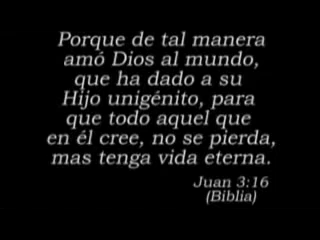 Porque de tal manera
amó Dios al mundo,
que ha dado a su
Hijo unigénito, para
que todo aquel que
en él cree, no se pierda,
mas tenga vida eterna.
Juan 3:16
(Biblia)